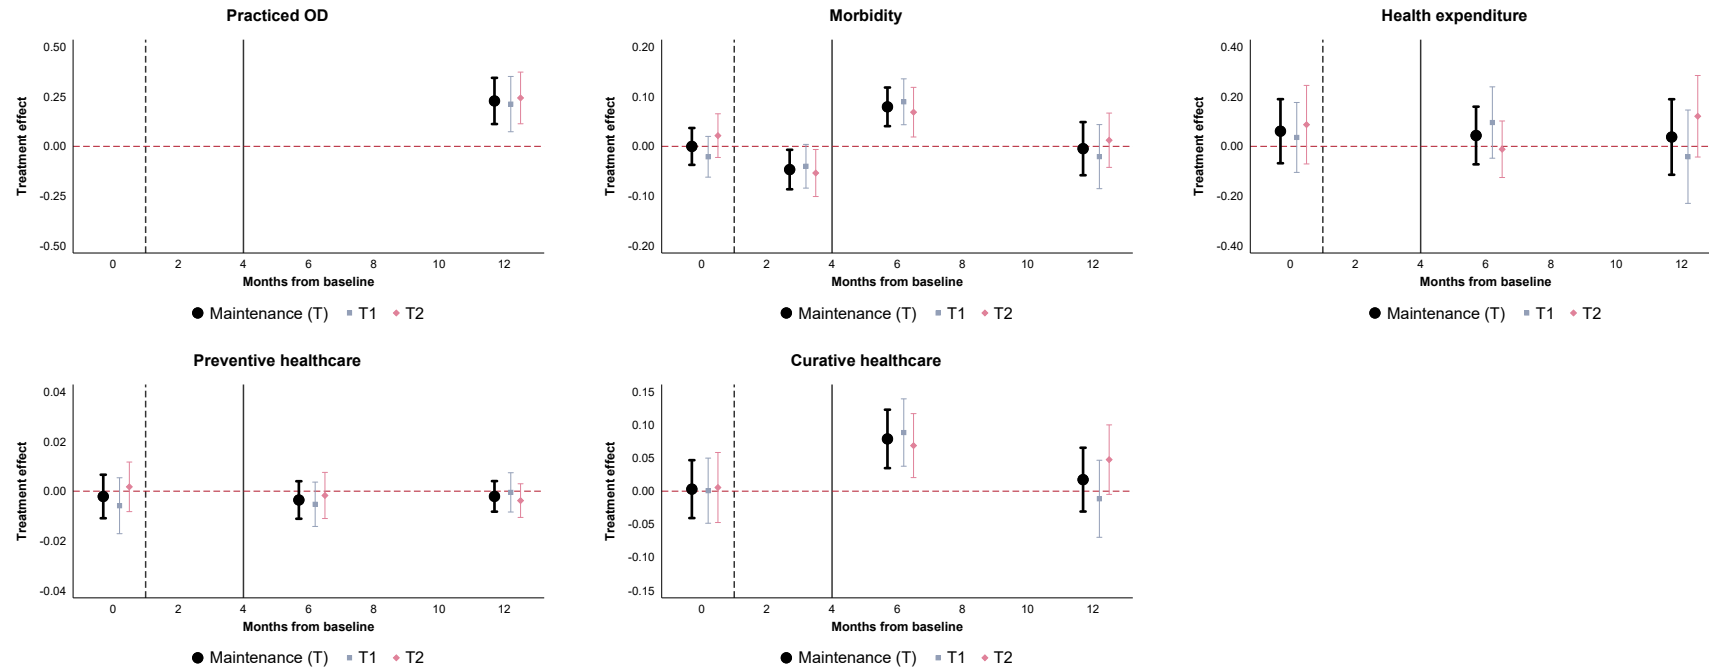 Practiced OD
Treatment effect
0.50
0.25
0.00
-0.25
-0.50
0 2 4 6 8 10 12
Months from baseline
Maintenance (T) T1 T2
Morbidity
Treatment effect
0.20
0.10
0.00
-0.10
-0.20
0 2 4 6 8 10 12
Months from baseline
Maintenance (T) T1 T2
Health expenditure
Treatment effect
0.40
0.20
0.00
-0.20
-0.40
0 2 4 6 8 10 12
Months from baseline
Maintenance (T) T1 T2
Preventive healthcare
Treatment effect
0.04
0.02
0.00
-0.02
-0.04
0 2 4 6 8 10 12
Months from baseline
Maintenance (T) T1 T2
Curative healthcare
Treatment effect
0.15
0.10
0.05
0.00
-0.05
-0.10
-0.15
0 2 4 6 8 10 12
Months from baseline
Maintenance (T) T1 T2